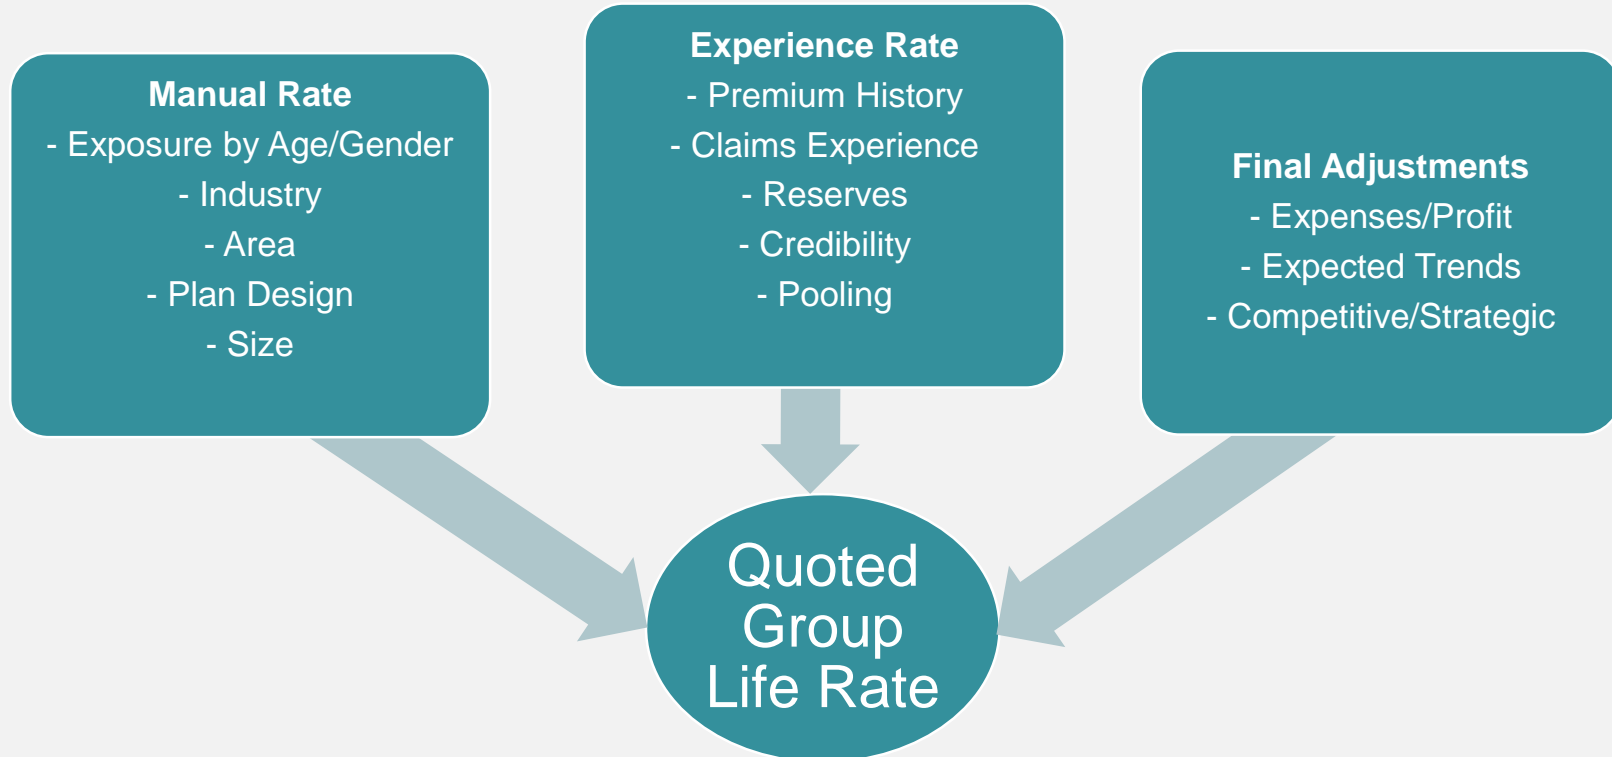 Manual Rate
- Exposure by Age/Gender
- Industry
- Area
- Plan Design
- Size
Experience Rate
- Premium History
- Claims Experience
- Reserves
- Credibility
- Pooling
Final Adjustments
- Expenses/Profit
- Expected Trends
- Competitive/Strategic
Quoted
Group
Life Rate